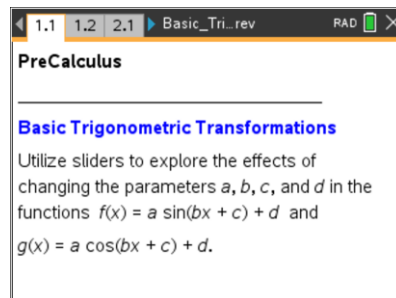 1.1 1.2 2.1 Basic_Tri...rev RAD
PreCalculus
Basic Trigonometric Transformations
Utilize sliders to explore the effects of
changing the parameters a, b, c, and d in the
functions f(x) = a sin(bx + c) + d and
g(x) = a cos(bx + c) + d.